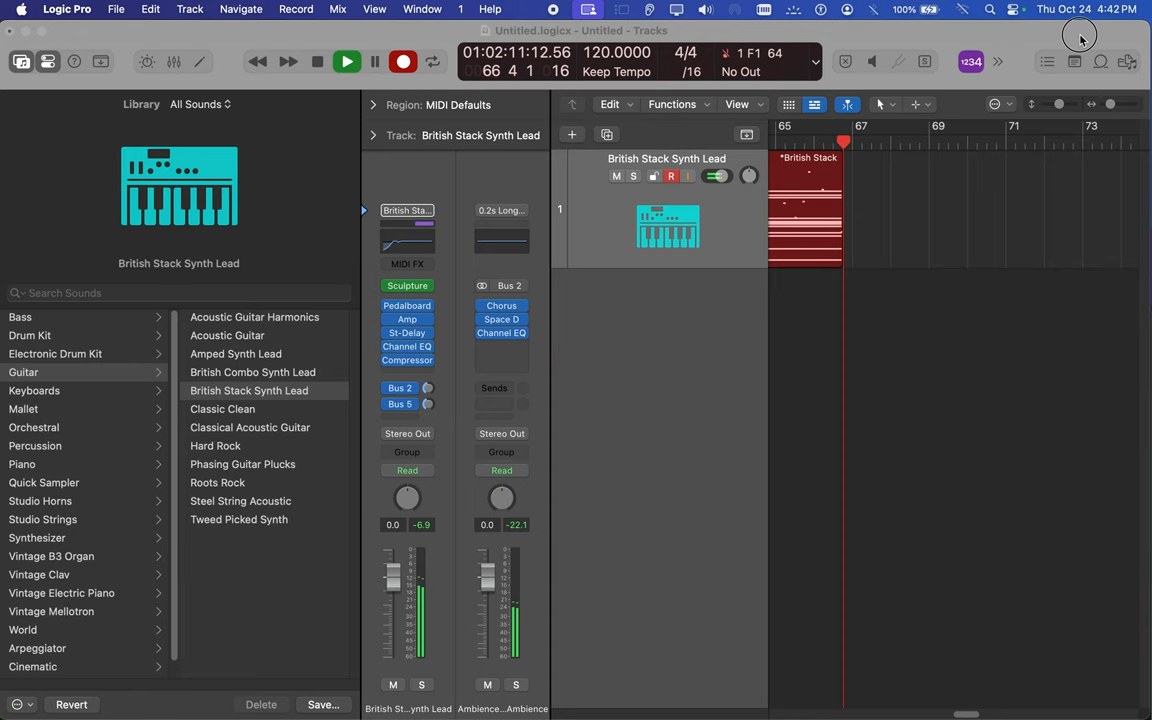 Logic Pro File Edit Track Navigate Record Mix View Window 1 Help 100% Thu Oct 24 4:42 PM
Untitled.logicx - Untitled - Tracks
01:02:11:12.56 120.0000 4/4 1 F1 64
66 4 1 016 Keep Tempo /16 No Out
1234
Library All Sounds
British Stack Synth Lead
Search Sounds
Bass
Drum Kit
Electronic Drum Kit
Guitar
Keyboards
Mallet
Orchestral
Percussion
Piano
Quick Sampler
Studio Horns
Studio Strings
Synthesizer
Vintage B3 Organ
Vintage Clav
Vintage Electric Piano
Vintage Mellotron
World
Arpeggiator
Cinematic
Acoustic Guitar Harmonics
Acoustic Guitar
Amped Synth Lead
British Combo Synth Lead
British Stack Synth Lead
Classic Clean
Classical Acoustic Guitar
Hard Rock
Phasing Guitar Plucks
Roots Rock
Steel String Acoustic
Tweed Picked Synth
Revert Delete Save...
Region: MIDI Defaults
Track: British Stack Synth Lead
British Sta...
MIDI FX
Sculpture
Pedalboard
Amp
St-Delay
Channel EQ
Compressor
Bus 2
Bus 5
Stereo Out
Group
Read
0.0 -6.9
M S
British St...ynth Lead
0.2s Long...
Bus 2
Chorus
Space D
Channel EQ
Sends
Stereo Out
Group
Read
0.0 -22.1
M S
Ambience...Ambience
Edit Functions View
65 67 69 71 73
1
British Stack Synth Lead
M S R I
*British Stack